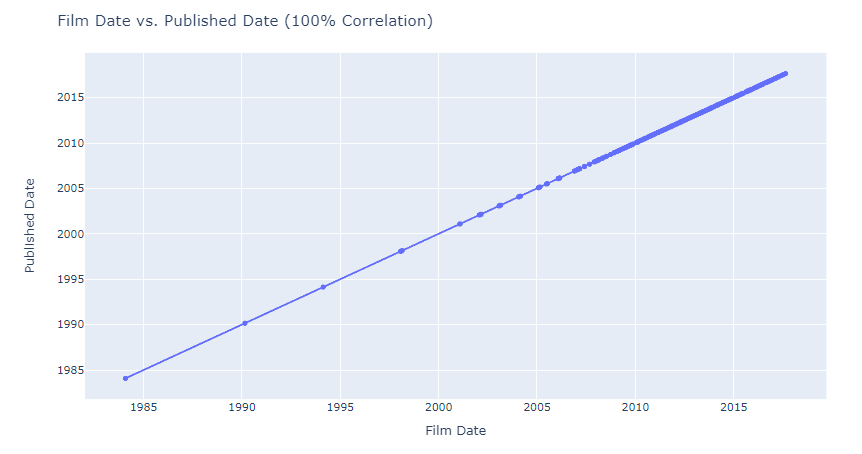 Film Date vs. Published Date (100% Correlation)
2015
2010
2005
2000
1995
1990
1985
Published Date
1985 1990 1995 2000 2005 2010 2015
Film Date